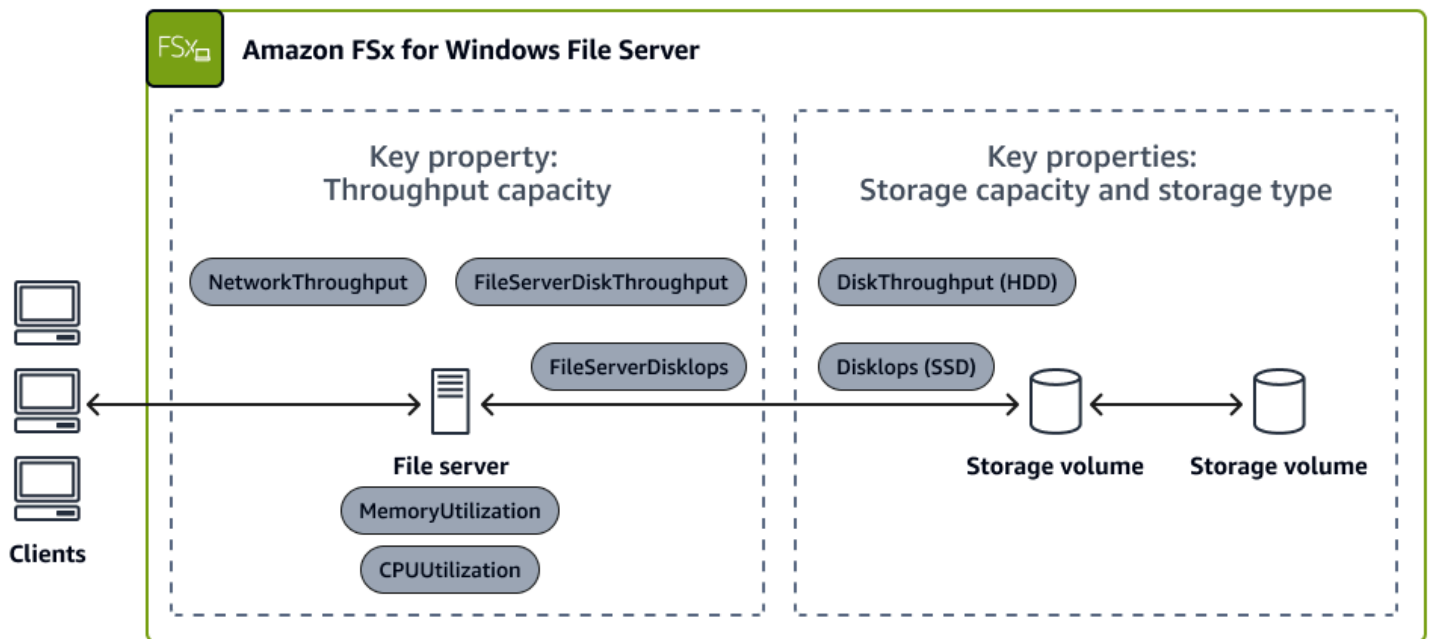 FSx
Amazon FSx for Windows File Server
Key property:
Throughput capacity
Key properties:
Storage capacity and storage type
NetworkThroughput
FileServerDiskThroughput
DiskThroughput (HDD)
FileServerDiskIops
DiskIops (SSD)
File server
Storage volume
Storage volume
MemoryUtilization
CPUUtilization
Clients